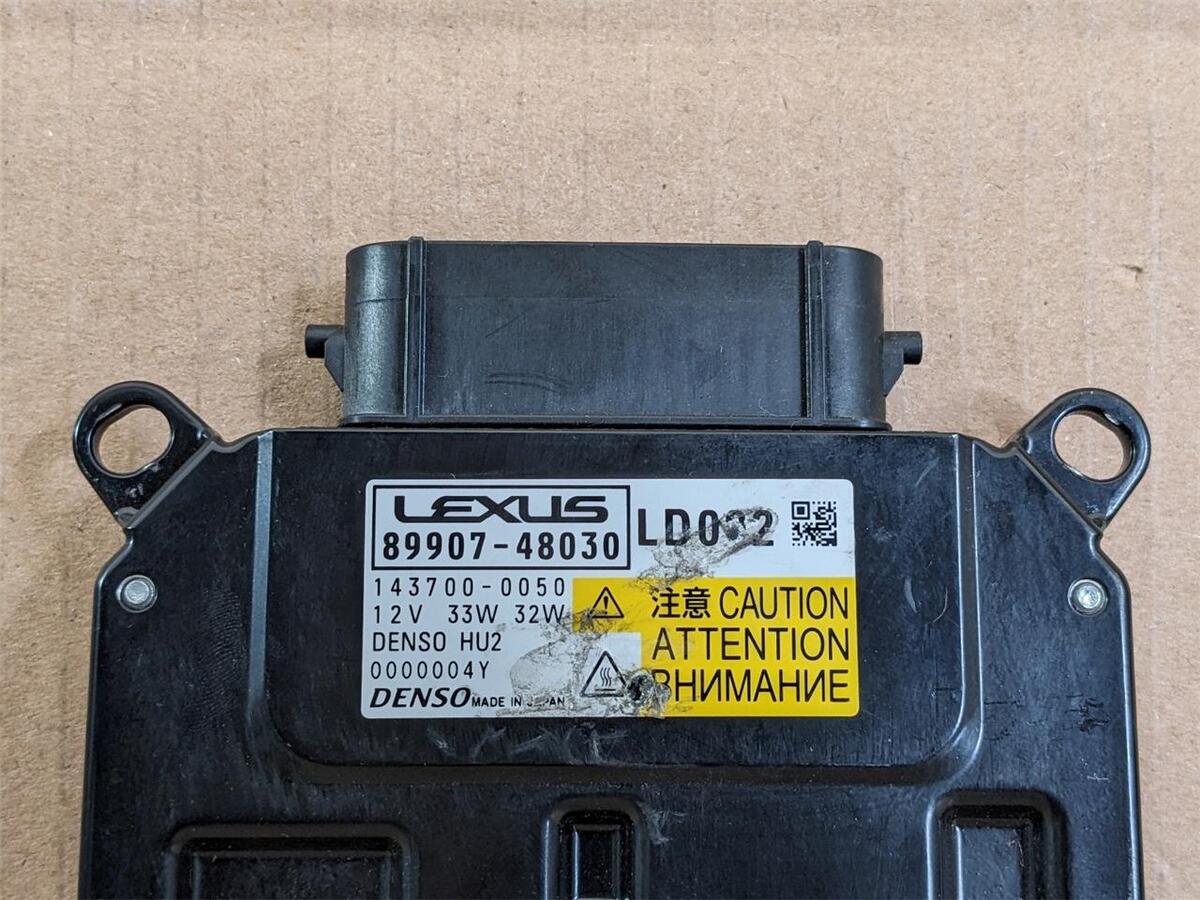 LEXUS
89907-48030
143700-0050
12V 33W 32W
DENSO HU2
0000004Y
DENSO MADE IN JAPAN
注意 CAUTION
ATTENTION
ВНИМАНИЕ